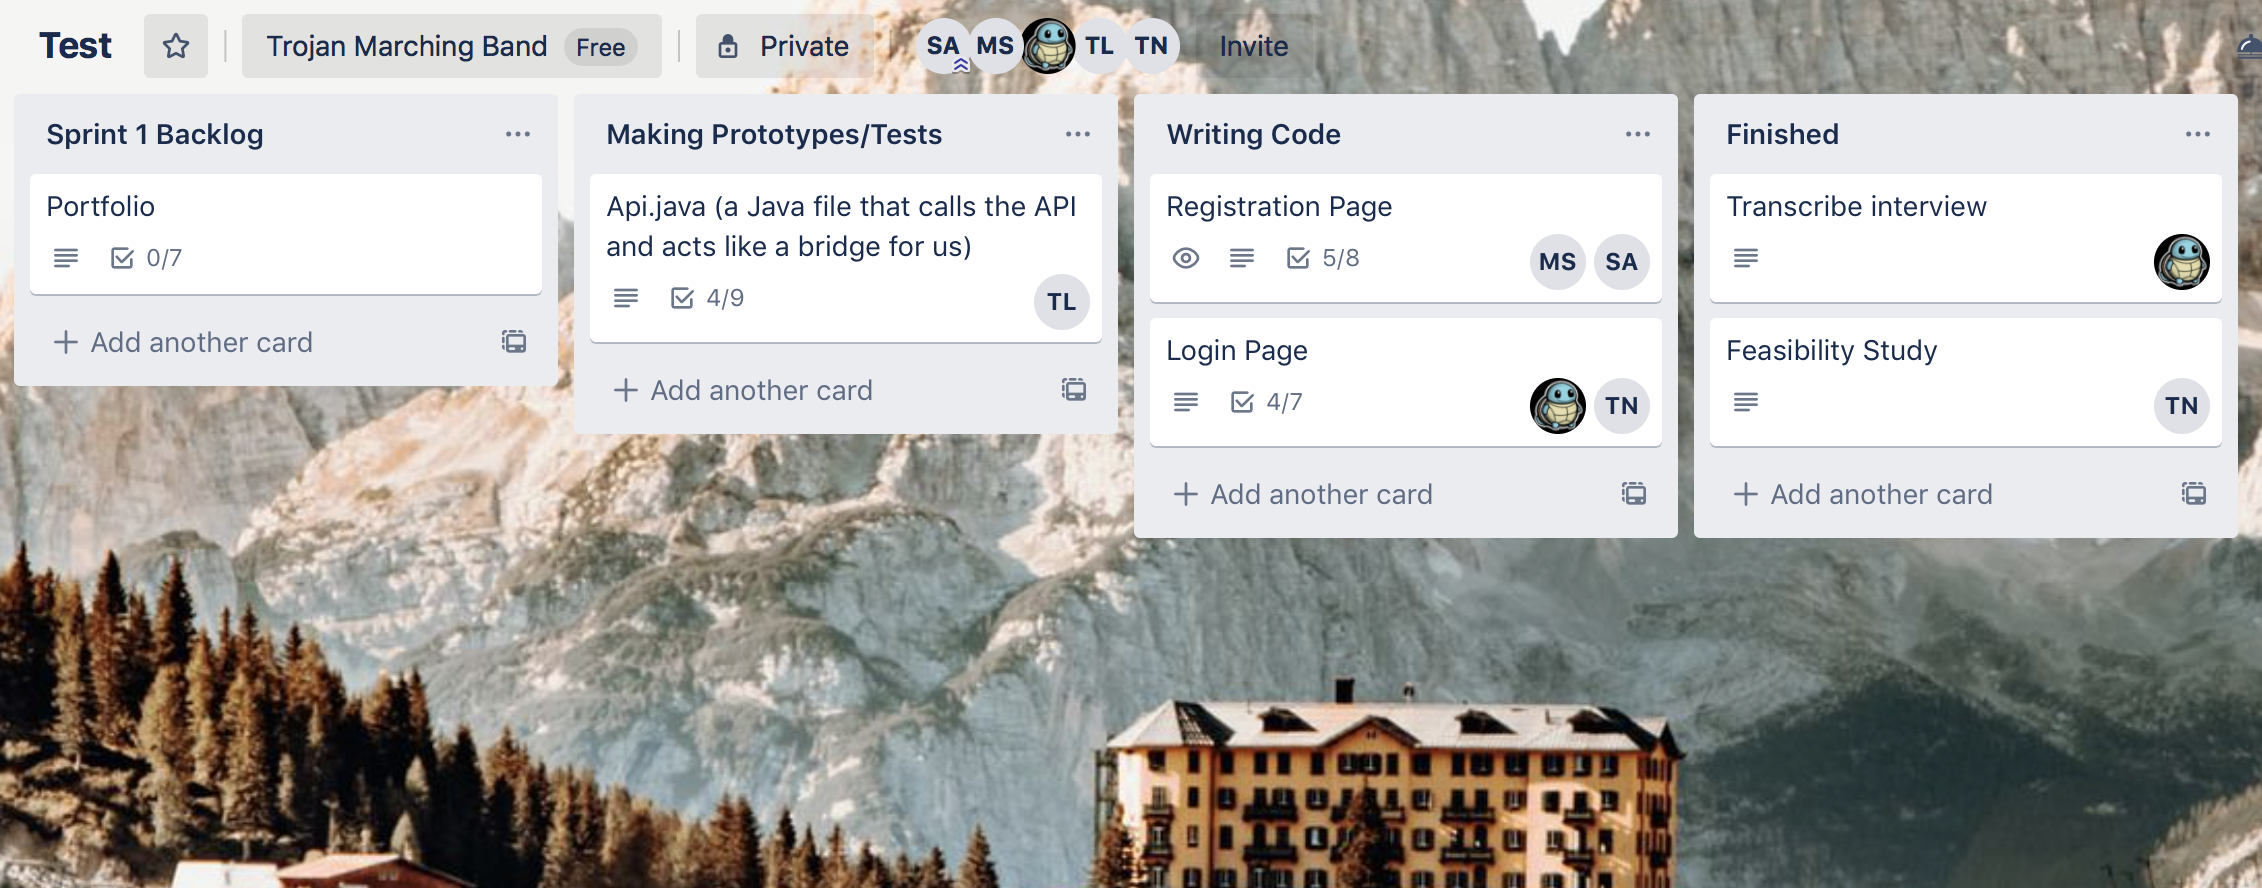 Test
Trojan Marching Band Free
Private
SA MS TL TN
Invite
Sprint 1 Backlog
Portfolio
0/7
Add another card
Making Prototypes/Tests
Api.java (a Java file that calls the API
and acts like a bridge for us)
4/9
TL
Add another card
Writing Code
Registration Page
5/8
MS SA
Login Page
4/7
TN
Add another card
Finished
Transcribe interview
Feasibility Study
TN
Add another card